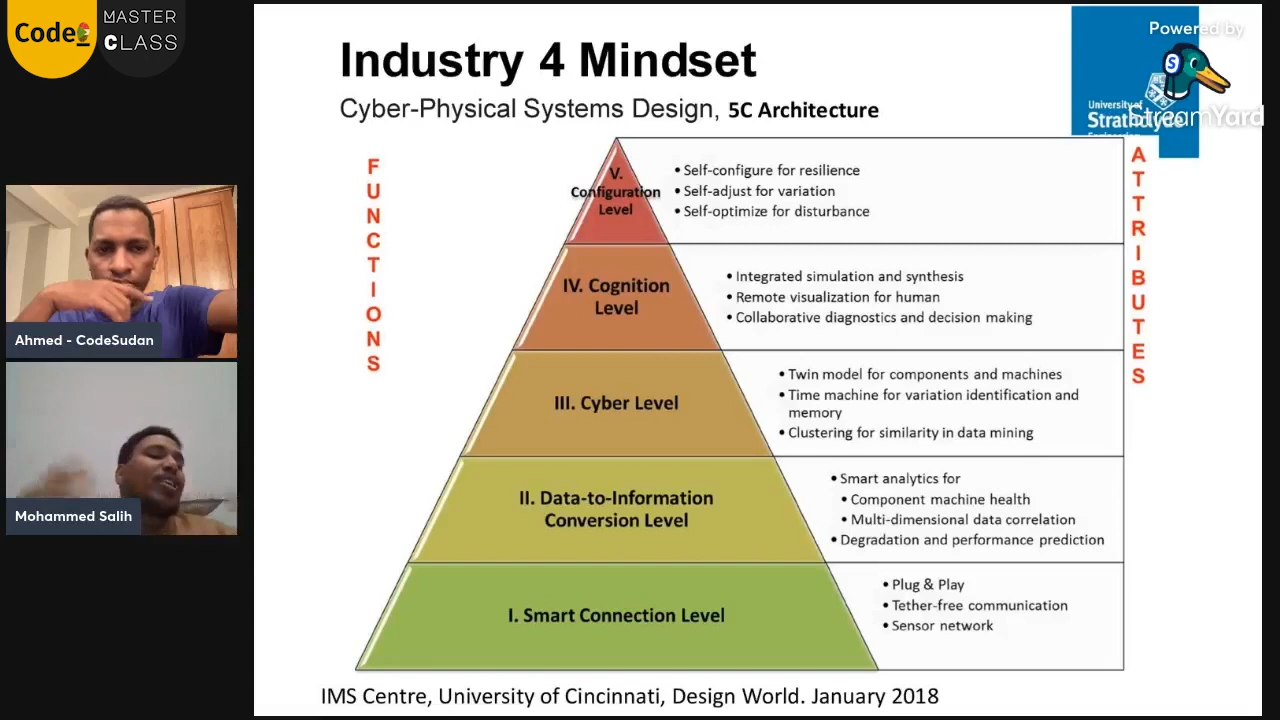 Code
MASTER
CLASS
Powered by
StreamYard
University of
Strathclyde
Industry 4 Mindset
Cyber-Physical Systems Design, 5C Architecture
FUNCTIONS
ATTRIBUTES
V.
Configuration
Level
• Self-configure for resilience
• Self-adjust for variation
• Self-optimize for disturbance
IV. Cognition
Level
• Integrated simulation and synthesis
• Remote visualization for human
• Collaborative diagnostics and decision making
III. Cyber Level
• Twin model for components and machines
• Time machine for variation identification and
memory
• Clustering for similarity in data mining
II. Data-to-Information
Conversion Level
• Smart analytics for
• Component machine health
• Multi-dimensional data correlation
• Degradation and performance prediction
I. Smart Connection Level
• Plug & Play
• Tether-free communication
• Sensor network
IMS Centre, University of Cincinnati, Design World. January 2018
Ahmed - CodeSudan
Mohammed Salih